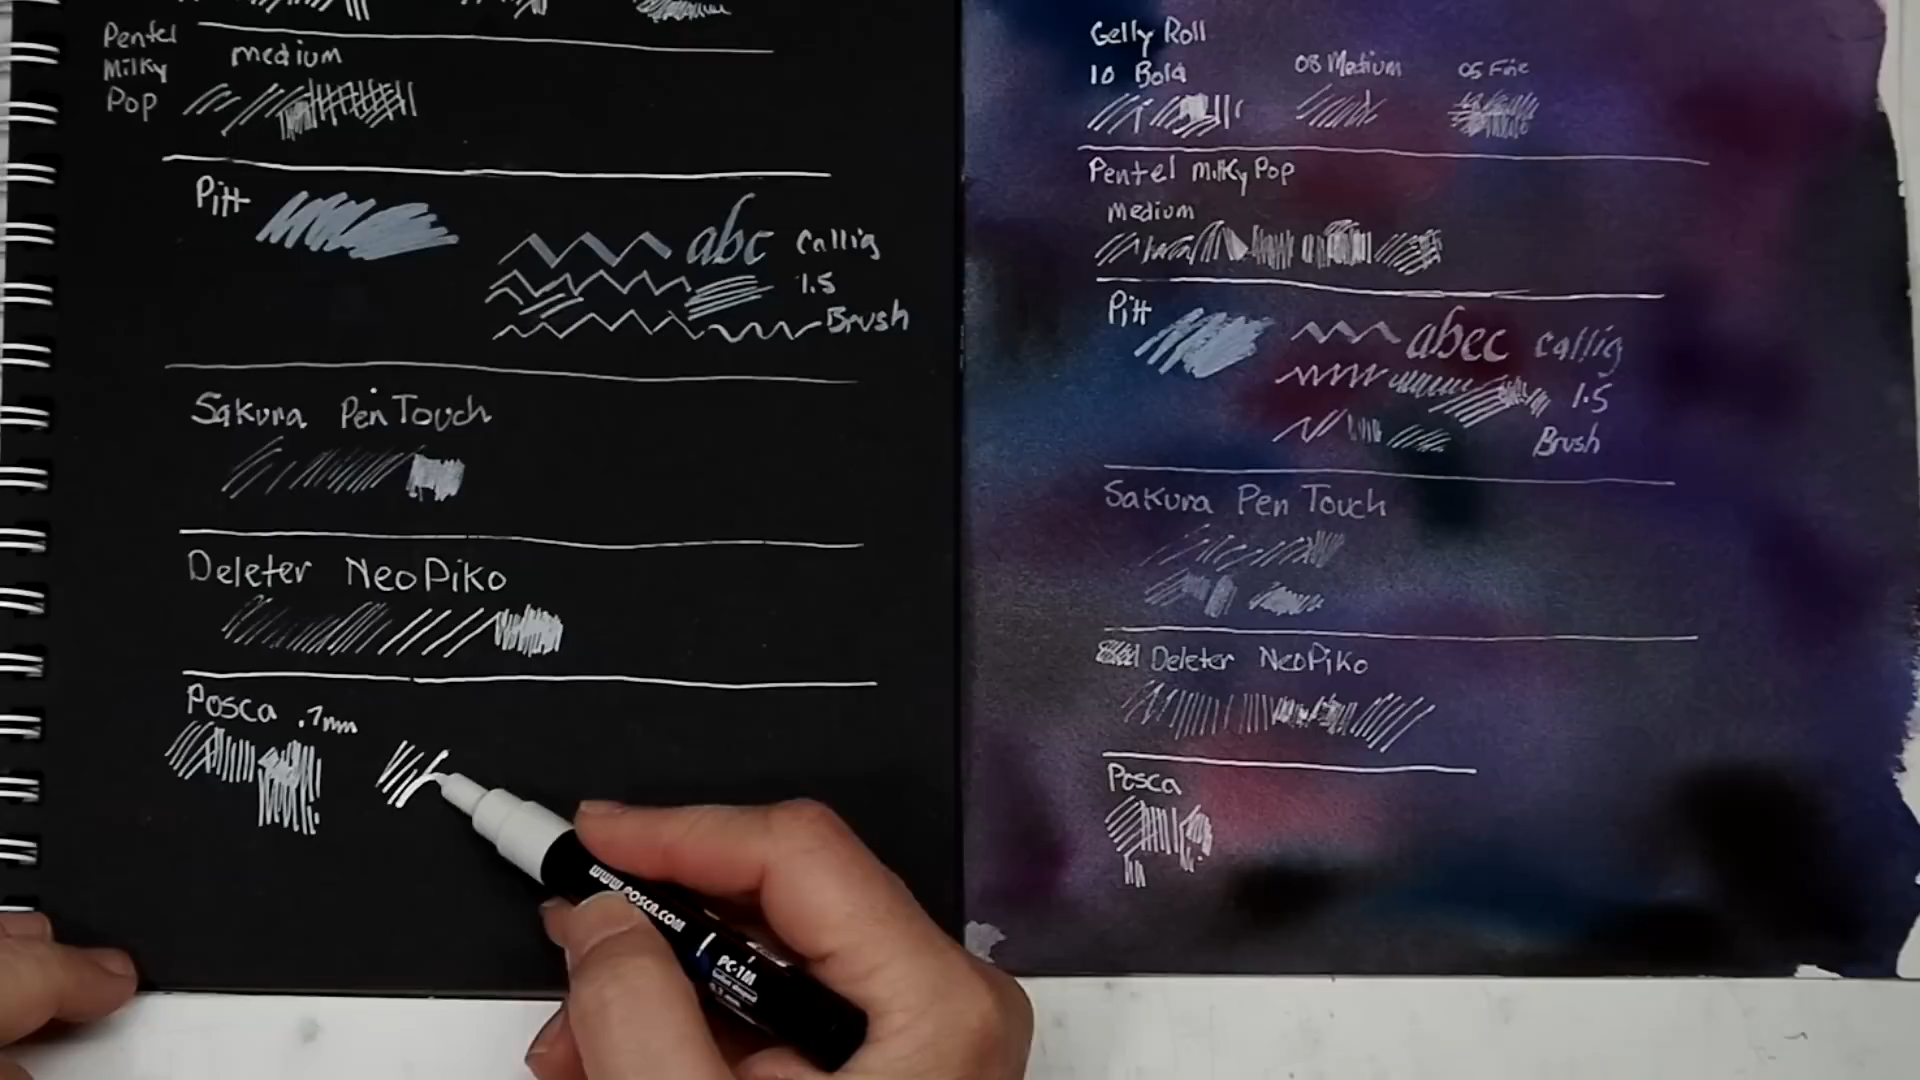 Pentel
Milky
Pop
medium
Pitt
abc
Callig
1.5
Brush
Sakura Pen Touch
Deleter NeoPiko
Posca .7mm
www.POSCA.COM
PC-1M
Gelly Roll
10 Bold
08 Medium
05 Fine
Pentel Milky Pop
Medium
Pitt
abec
Callig
1.5
Brush
Sakura Pen Touch
Deleter NeoPiko
Posca